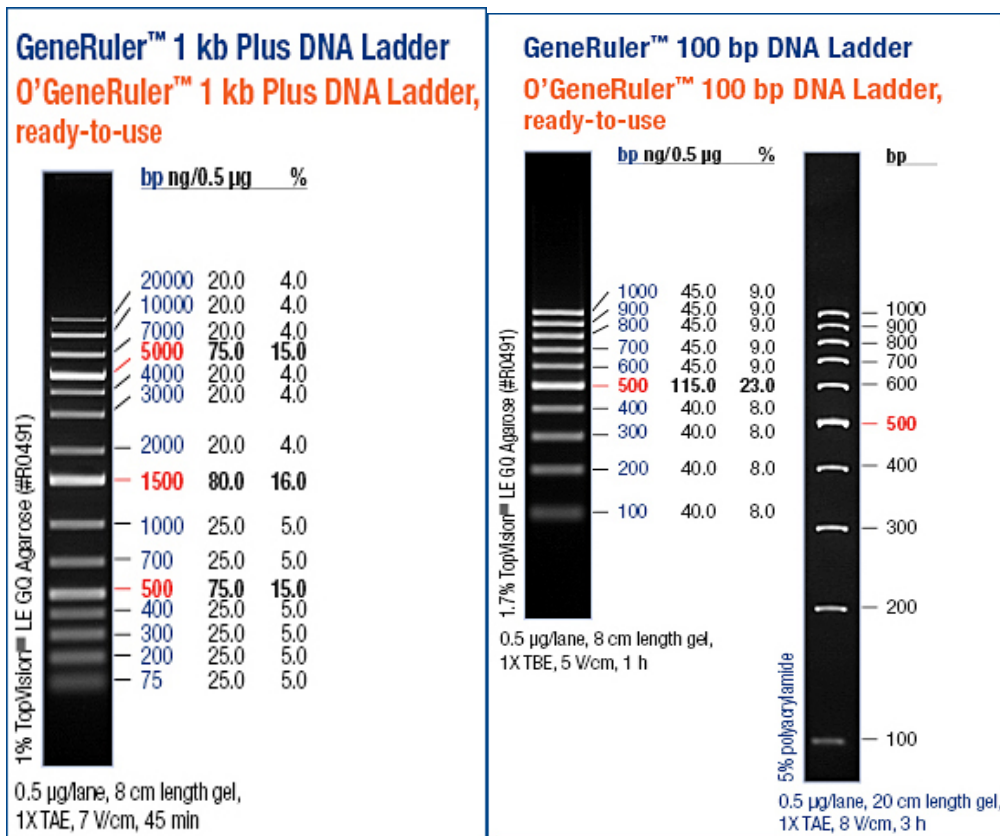 GeneRuler™ 1 kb Plus DNA Ladder
O'GeneRuler™ 1 kb Plus DNA Ladder,
ready-to-use
bp ng/0.5 µg %
20000 20.0 4.0
10000 20.0 4.0
7000 20.0 4.0
5000 75.0 15.0
4000 20.0 4.0
3000 20.0 4.0
2000 20.0 4.0
1500 80.0 16.0
1000 25.0 5.0
700 25.0 5.0
500 75.0 15.0
400 25.0 5.0
300 25.0 5.0
200 25.0 5.0
75 25.0 5.0
1% TopVision LE GQ Agarose (#R0491)
0.5 µg/lane, 8 cm length gel,
1X TAE, 7 V/cm, 45 min
GeneRuler™ 100 bp DNA Ladder
O'GeneRuler™ 100 bp DNA Ladder,
ready-to-use
bp ng/0.5 µg %
1000 45.0 9.0
900 45.0 9.0
800 45.0 9.0
700 45.0 9.0
600 45.0 9.0
500 115.0 23.0
400 40.0 8.0
300 40.0 8.0
200 40.0 8.0
100 40.0 8.0
1.7% TopVision LE GQ Agarose (#R0491)
0.5 µg/lane, 8 cm length gel,
1X TBE, 5 V/cm, 1 h
bp
1000
900
800
700
600
500
400
300
200
100
5% polyacrylamide
0.5 µg/lane, 20 cm length gel,
1X TAE, 8 V/cm, 3 h